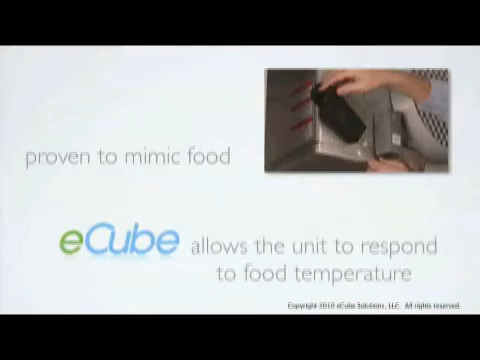 proven to mimic food
eCube allows the unit to respond
to food temperature
Copyright 2010 eCube Solutions, LLC. All rights reserved.